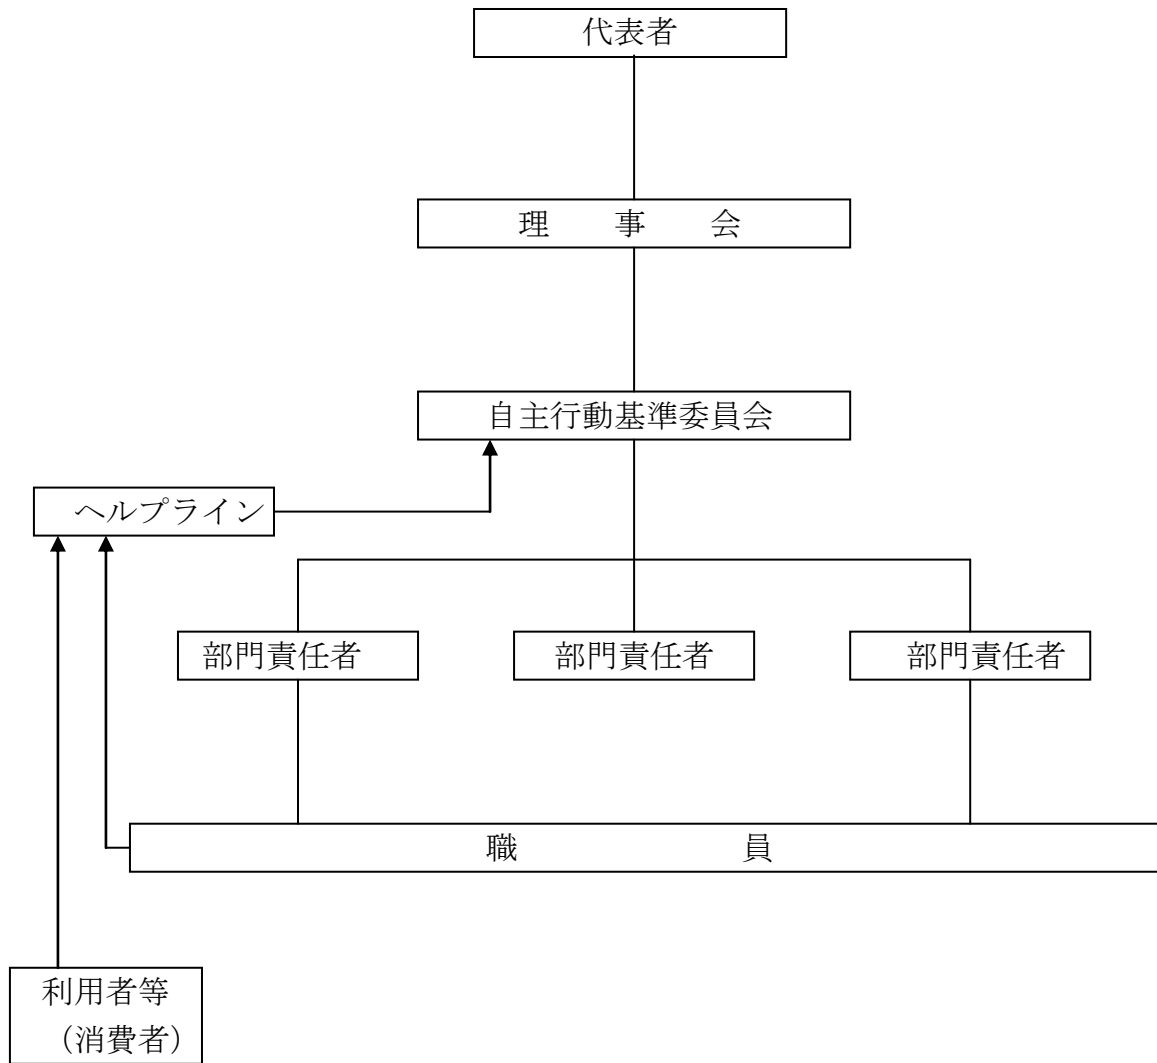 代表者
理　事　会
自主行動基準委員会
ヘルプライン
部門責任者
部門責任者
部門責任者
職　員
利用者等
（消費者）